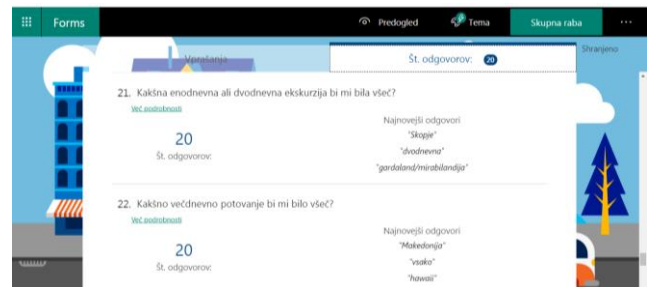 Forms Predogled Tema Skupna raba ...
Vprašanja Št. odgovorov: 20 Shranjeno
21. Kakšna enodnevna ali dvodnevna ekskurzija bi mi bila všeč?
Več podrobnosti
20
Št. odgovorov:
Najnovejši odgovori
"Skopje"
"dvodnevna"
"gardaland/mirabilandija"
22. Kakšno večdnevno potovanje bi mi bilo všeč?
Več podrobnosti
20
Št. odgovorov:
Najnovejši odgovori
"Makedonija"
"vsako"
"hawaii"